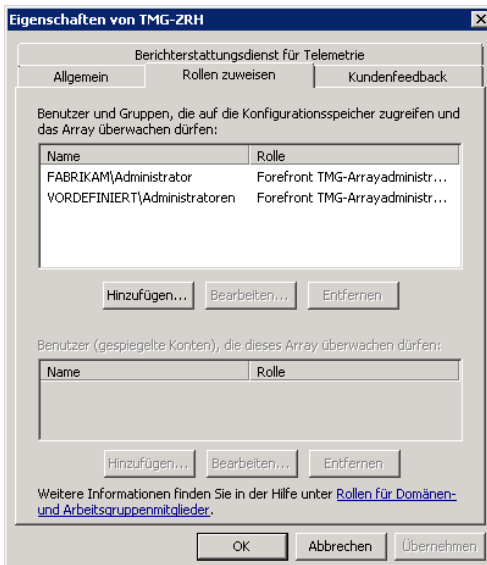 Eigenschaften von TMG-ZRH
Berichterstattungsdienst für Telemetrie
Allgemein Rollen zuweisen Kundenfeedback
Benutzer und Gruppen, die auf die Konfigurationsspeicher zugreifen und
das Array überwachen dürfen:
Name Rolle
FABRIKAM\Administrator Forefront TMG-Arrayadministr...
VORDEFINIERT\Administratoren Forefront TMG-Arrayadministr...
Hinzufügen... Bearbeiten... Entfernen
Benutzer (gespiegelte Konten), die dieses Array überwachen dürfen:
Name Rolle
Hinzufügen... Bearbeiten... Entfernen
Weitere Informationen finden Sie in der Hilfe unter Rollen für Domänen-
und Arbeitsgruppenmitglieder.
OK Abbrechen Übernehmen